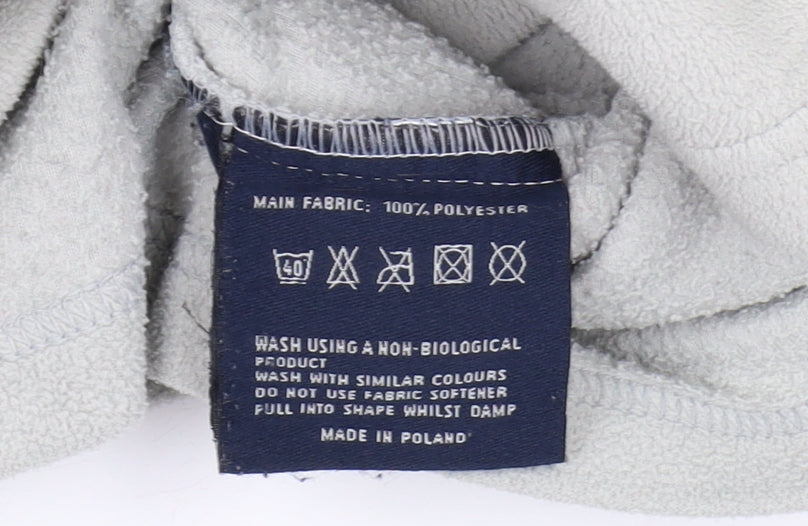 MAIN FABRIC: 100% POLYESTER
40
WASH USING A NON-BIOLOGICAL
PRODUCT
WASH WITH SIMILAR COLOURS
DO NOT USE FABRIC SOFTENER
PULL INTO SHAPE WHILST DAMP
MADE IN POLAND